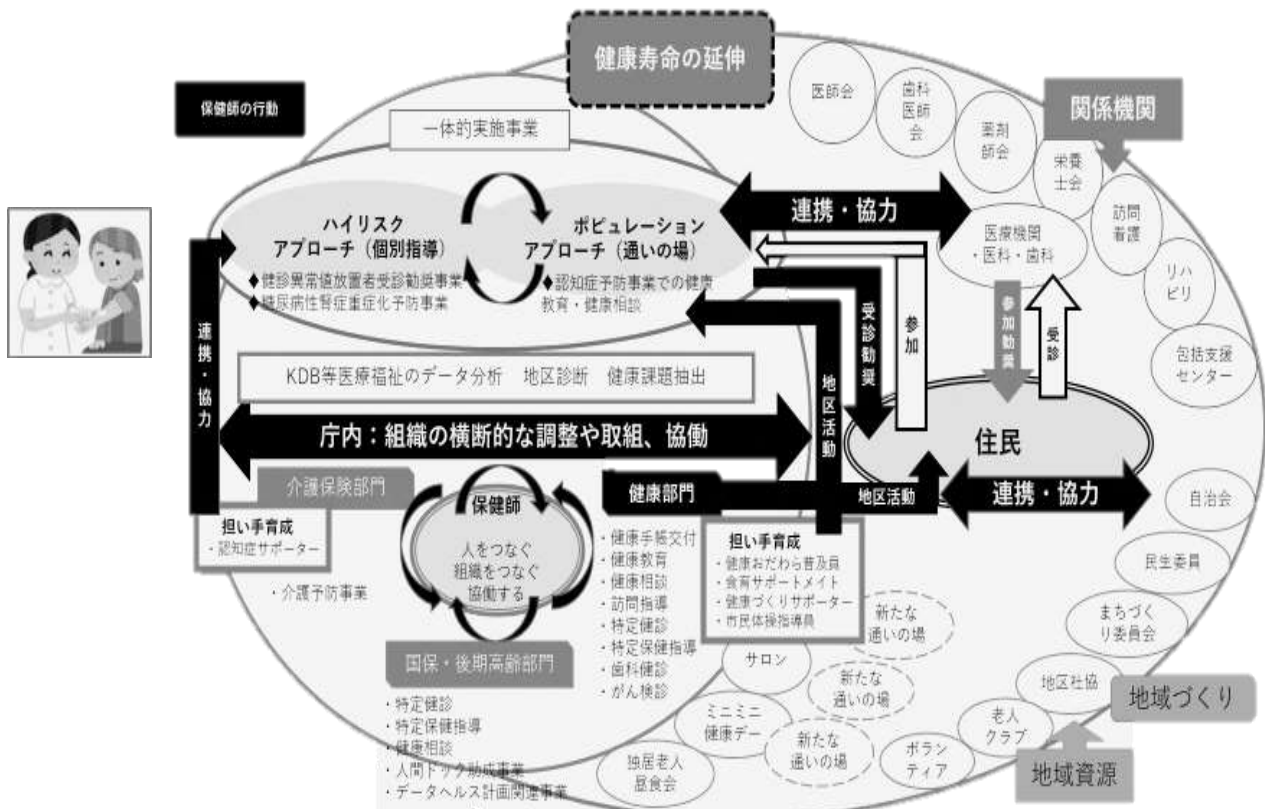 健康寿命の延伸
保健師の行動
一体的実施事業
医師会
歯科
医師
会
薬剤
師会
栄養
士会
関係機関
訪問
看護
リハ
ビリ
包括支援
センター
ハイリスク
アプローチ（個別指導）
◆健診異常値放置者受診勧奨事業
◆糖尿病性腎症重症化予防事業
ポピュレーション
アプローチ（通いの場）
◆認知症予防事業での健康
教育・健康相談
連携・協力
医療機関
・医科・歯科
受診勧奨
参加
参加勧奨
受診
連携・協力
地区活動
KDB等医療福祉のデータ分析　地区診断　健康課題抽出
庁内：組織の横断的な調整や取組、協働
住民
地区活動
連携・協力
介護保険部門
担い手育成
・認知症サポーター
・介護予防事業
保健師
人をつなぐ
組織をつなぐ
協働する
健康部門
・健康手帳交付
・健康教育
・健康相談
・訪問指導
・特定健診
・特定保健指導
・歯科健診
・がん検診
担い手育成
・健康おだわら普及員
・食育サポートメイト
・健康づくりサポーター
・市民体操指導員
国保・後期高齢部門
・特定健診
・特定保健指導
・健康相談
・人間ドック助成事業
・データヘルス計画関連事業
サロン
ミニミニ
健康デー
独居老人
昼食会
新たな
通いの場
新たな
通いの場
新たな
通いの場
自治会
民生委員
まちづく
り委員会
地区社協
老人
クラブ
ボラン
ティア
地域づくり
地域資源